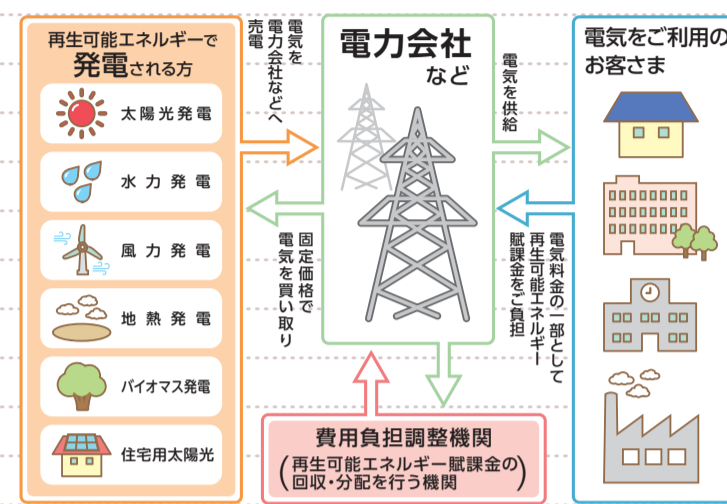 再生可能エネルギーで
発電される方
太陽光発電
水力発電
風力発電
地熱発電
バイオマス発電
住宅用太陽光
電気を
電力会社などへ
売電
固定価格で
電気を買い取り
電力会社
など
電気を供給
電気料金の一部として
再生可能エネルギー
賦課金をご負担
電気をご利用の
お客さま
費用負担調整機関
(再生可能エネルギー賦課金の
回収・分配を行う機関)